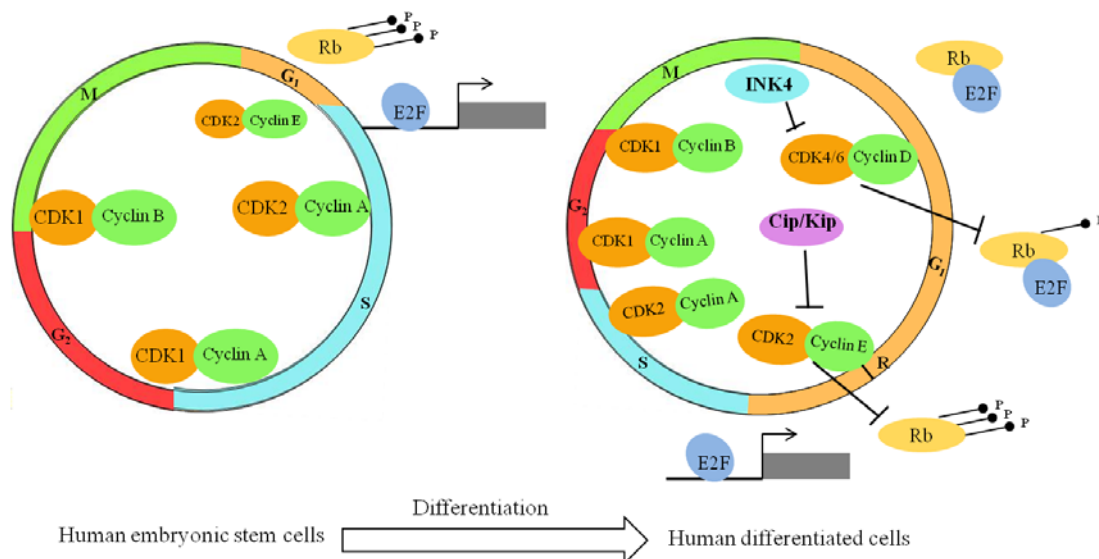 P
P
P
Rb
G1
M
S
G2
E2F
CDK2 Cyclin E
CDK1 Cyclin B
CDK2 Cyclin A
CDK1 Cyclin A
M
INK4
Rb
E2F
CDK1 Cyclin B
CDK4/6 Cyclin D
G2
Cip/Kip
CDK1 Cyclin A
Rb
E2F
G1
CDK2 Cyclin A
CDK2 Cyclin E
S
R
P
P
P
Rb
E2F
Differentiation
Human embryonic stem cells
Human differentiated cells